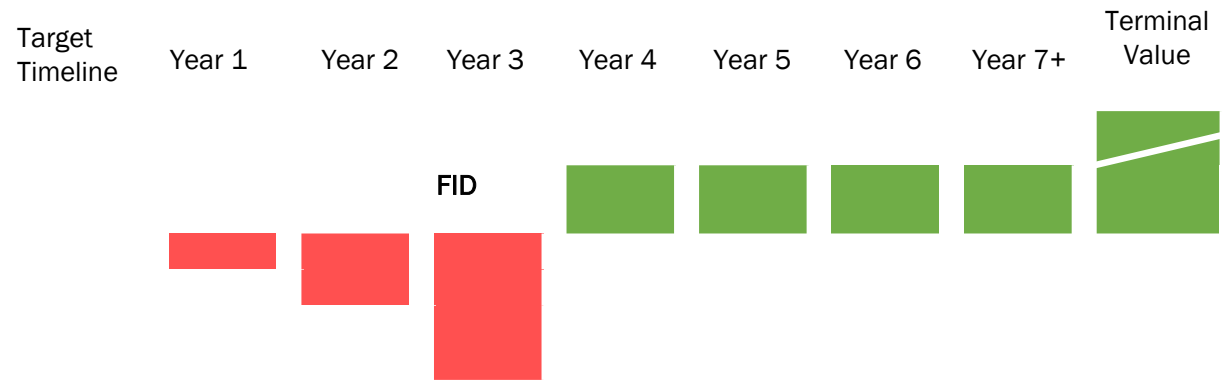 Target
Timeline
Year 1
Year 2
Year 3
Year 4
Year 5
Year 6
Year 7+
Terminal
Value
FID